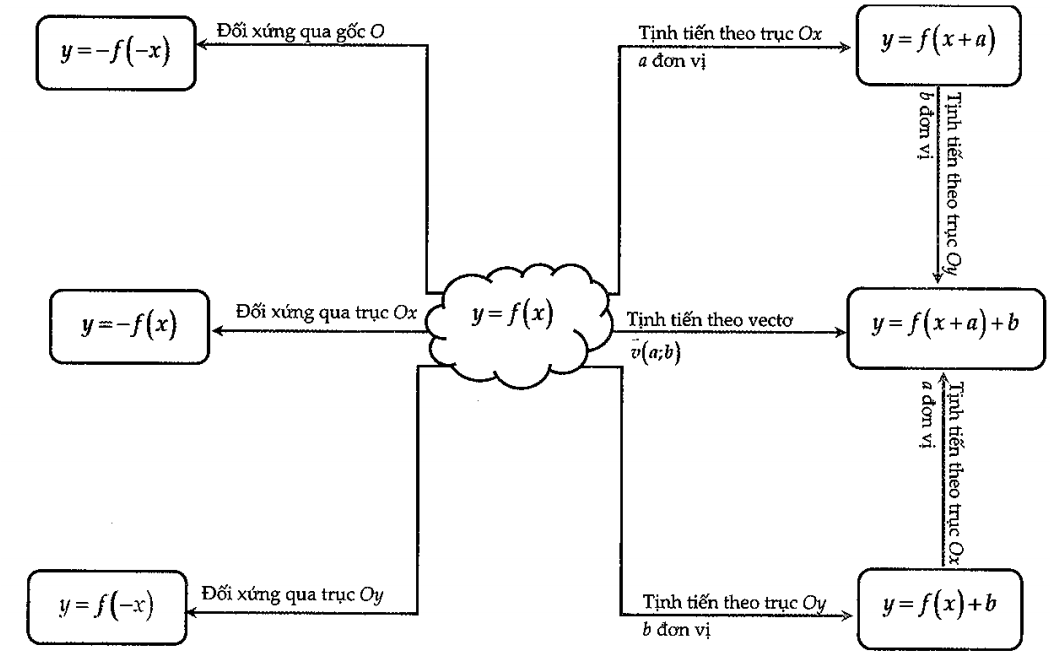 y = −f(−x)
Đối xứng qua gốc O
Tịnh tiến theo trục Ox
a đơn vị
y = f(x+a)
Tịnh tiến theo trục Oy
b đơn vị
y = −f(x)
Đối xứng qua trục Ox
y = f(x)
Tịnh tiến theo vectơ
v⃗(a;b)
y = f(x+a)+b
Tịnh tiến theo trục Ox
a đơn vị
y = f(−x)
Đối xứng qua trục Oy
Tịnh tiến theo trục Oy
b đơn vị
y = f(x)+b